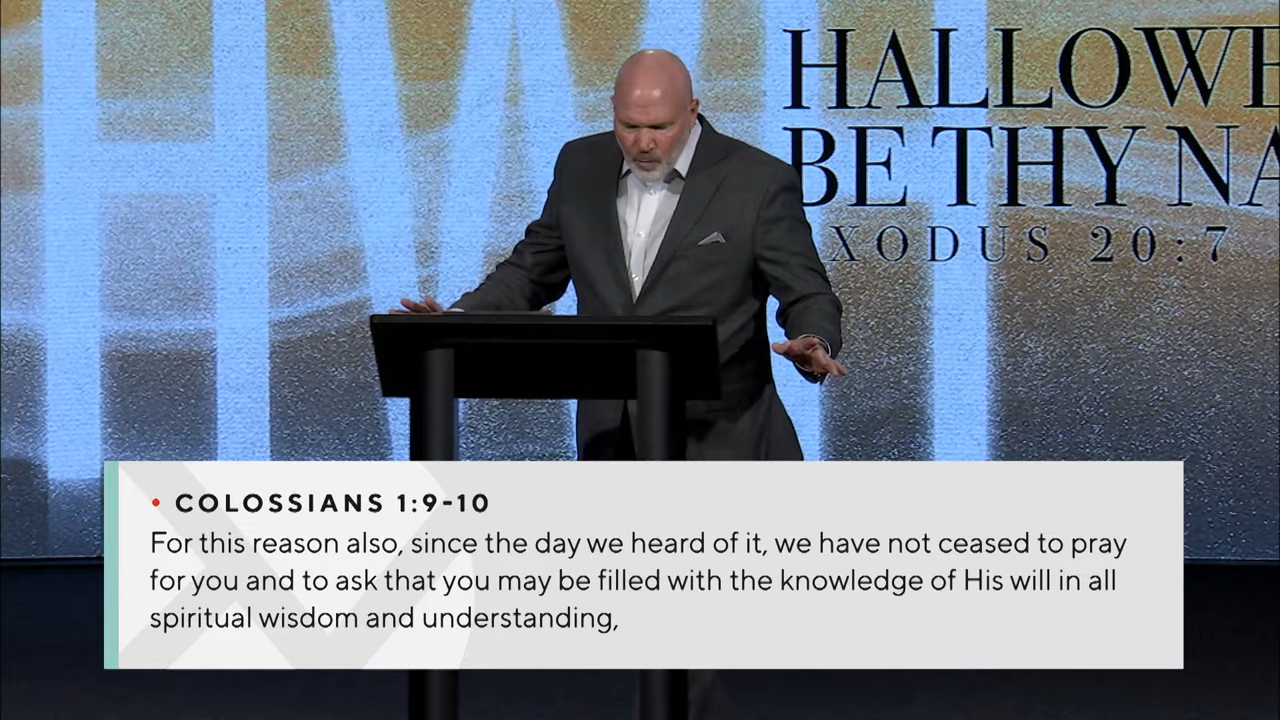 HALLOWE
BE THY NA
XODUS 20:7
• COLOSSIANS 1:9-10
For this reason also, since the day we heard of it, we have not ceased to pray
for you and to ask that you may be filled with the knowledge of His will in all
spiritual wisdom and understanding,